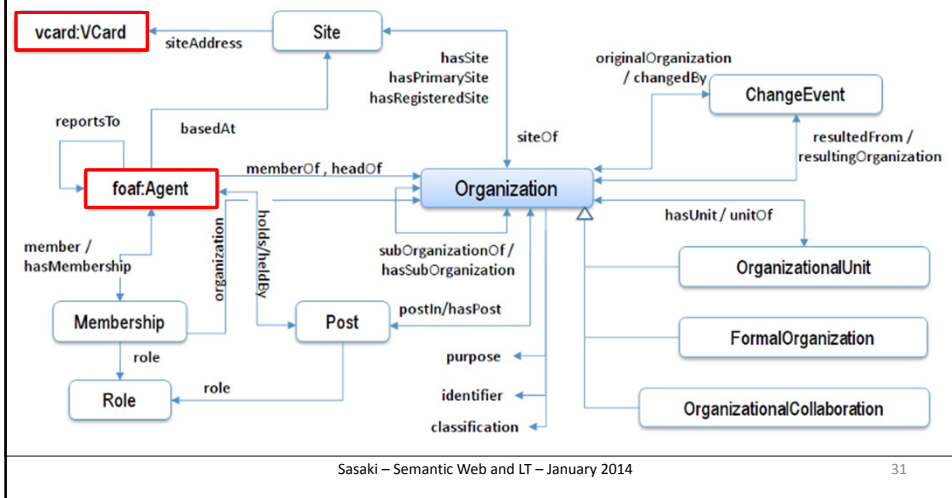 vcard:VCard
siteAddress
Site
hasSite
hasPrimarySite
hasRegisteredSite
originalOrganization
/ changedBy
ChangeEvent
reportsTo
basedAt
siteOf
resultedFrom /
resultingOrganization
foaf:Agent
memberOf , headOf
Organization
hasUnit / unitOf
organization
holds/heldBy
member /
hasMembership
subOrganizationOf /
hasSubOrganization
OrganizationalUnit
Membership
Post
postIn/hasPost
FormalOrganization
role
purpose
Role
role
identifier
OrganizationalCollaboration
classification
Sasaki – Semantic Web and LT – January 2014
31